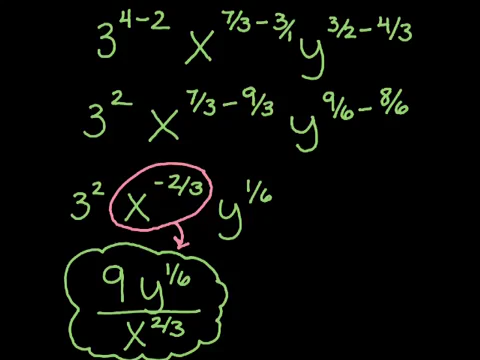 3^{4-2} x^{7/3-3/1} y^{3/2-4/3}
3^{2} x^{7/3-9/3} y^{9/6-8/6}
3^{2} x^{-2/3} y^{1/6}
9y^{1/6}
x^{2/3}